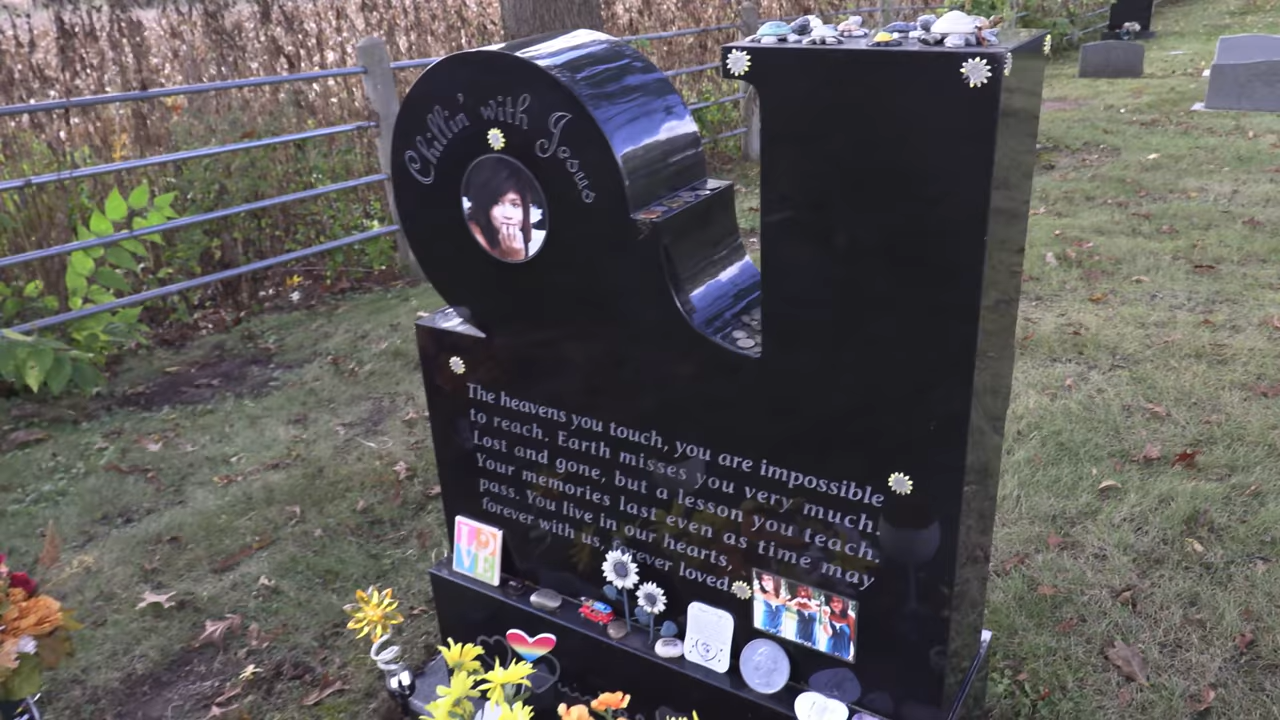 Chillin' with Jesus
The heavens you touch, you are impossible
to reach. Earth misses you very much.
Lost and gone, but a lesson you teach.
Your memories last even as time may
pass. You live in our hearts,
forever with us, forever loved
LO
VE